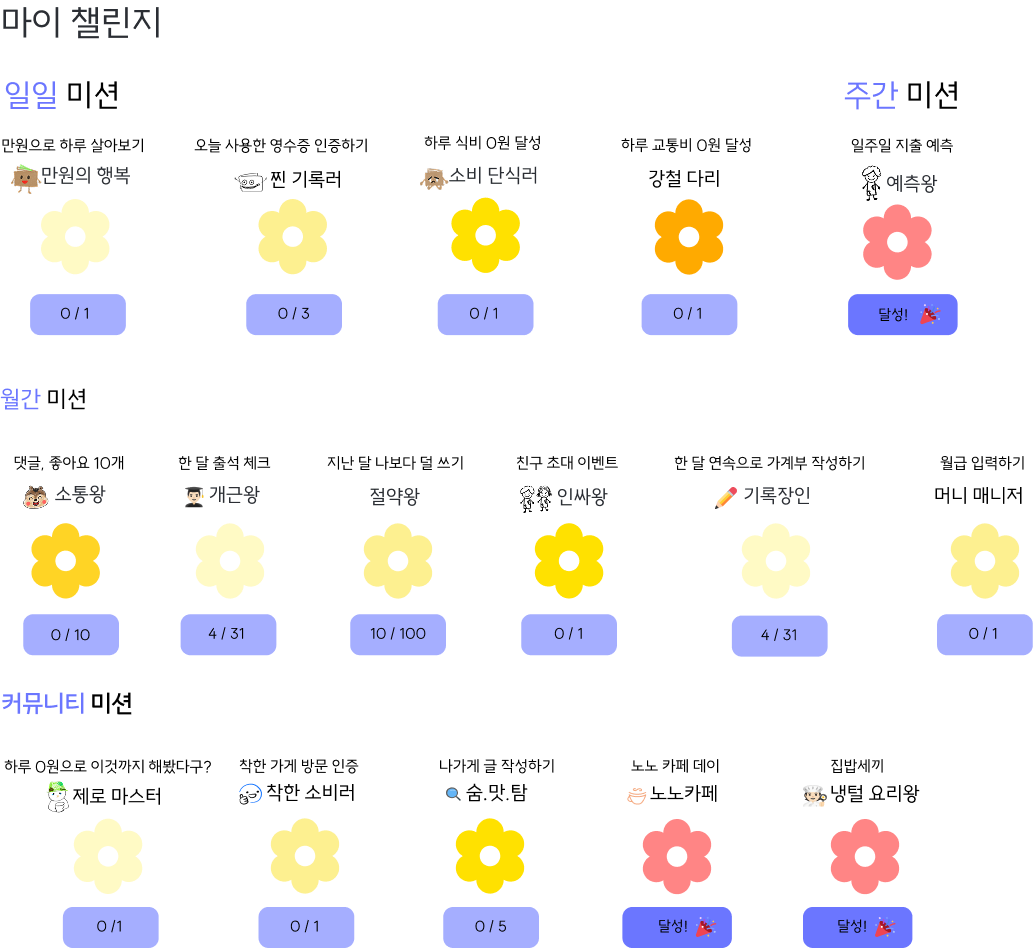 마이 챌린지
일일 미션
주간 미션
만원으로 하루 살아보기
오늘 사용한 영수증 인증하기
하루 식비 0원 달성
하루 교통비 0원 달성
일주일 지출 예측
만원의 행복
찐 기록러
소비 단식러
강철 다리
예측왕
0 / 1
0 / 3
0 / 1
0 / 1
달성!
월간 미션
댓글, 좋아요 10개
한 달 출석 체크
지난 달 나보다 덜 쓰기
친구 초대 이벤트
한 달 연속으로 가계부 작성하기
월급 입력하기
소통왕
개근왕
절약왕
인싸왕
기록장인
머니 매니저
0 / 10
4 / 31
10 / 100
0 / 1
4 / 31
0 / 1
커뮤니티 미션
하루 0원으로 이것까지 해봤다구?
착한 가게 방문 인증
나가게 글 작성하기
노노 카페 데이
집밥세끼
제로 마스터
착한 소비러
숨.맛.탐
노노카페
냉털 요리왕
0 /1
0 / 1
0 / 5
달성!
달성!